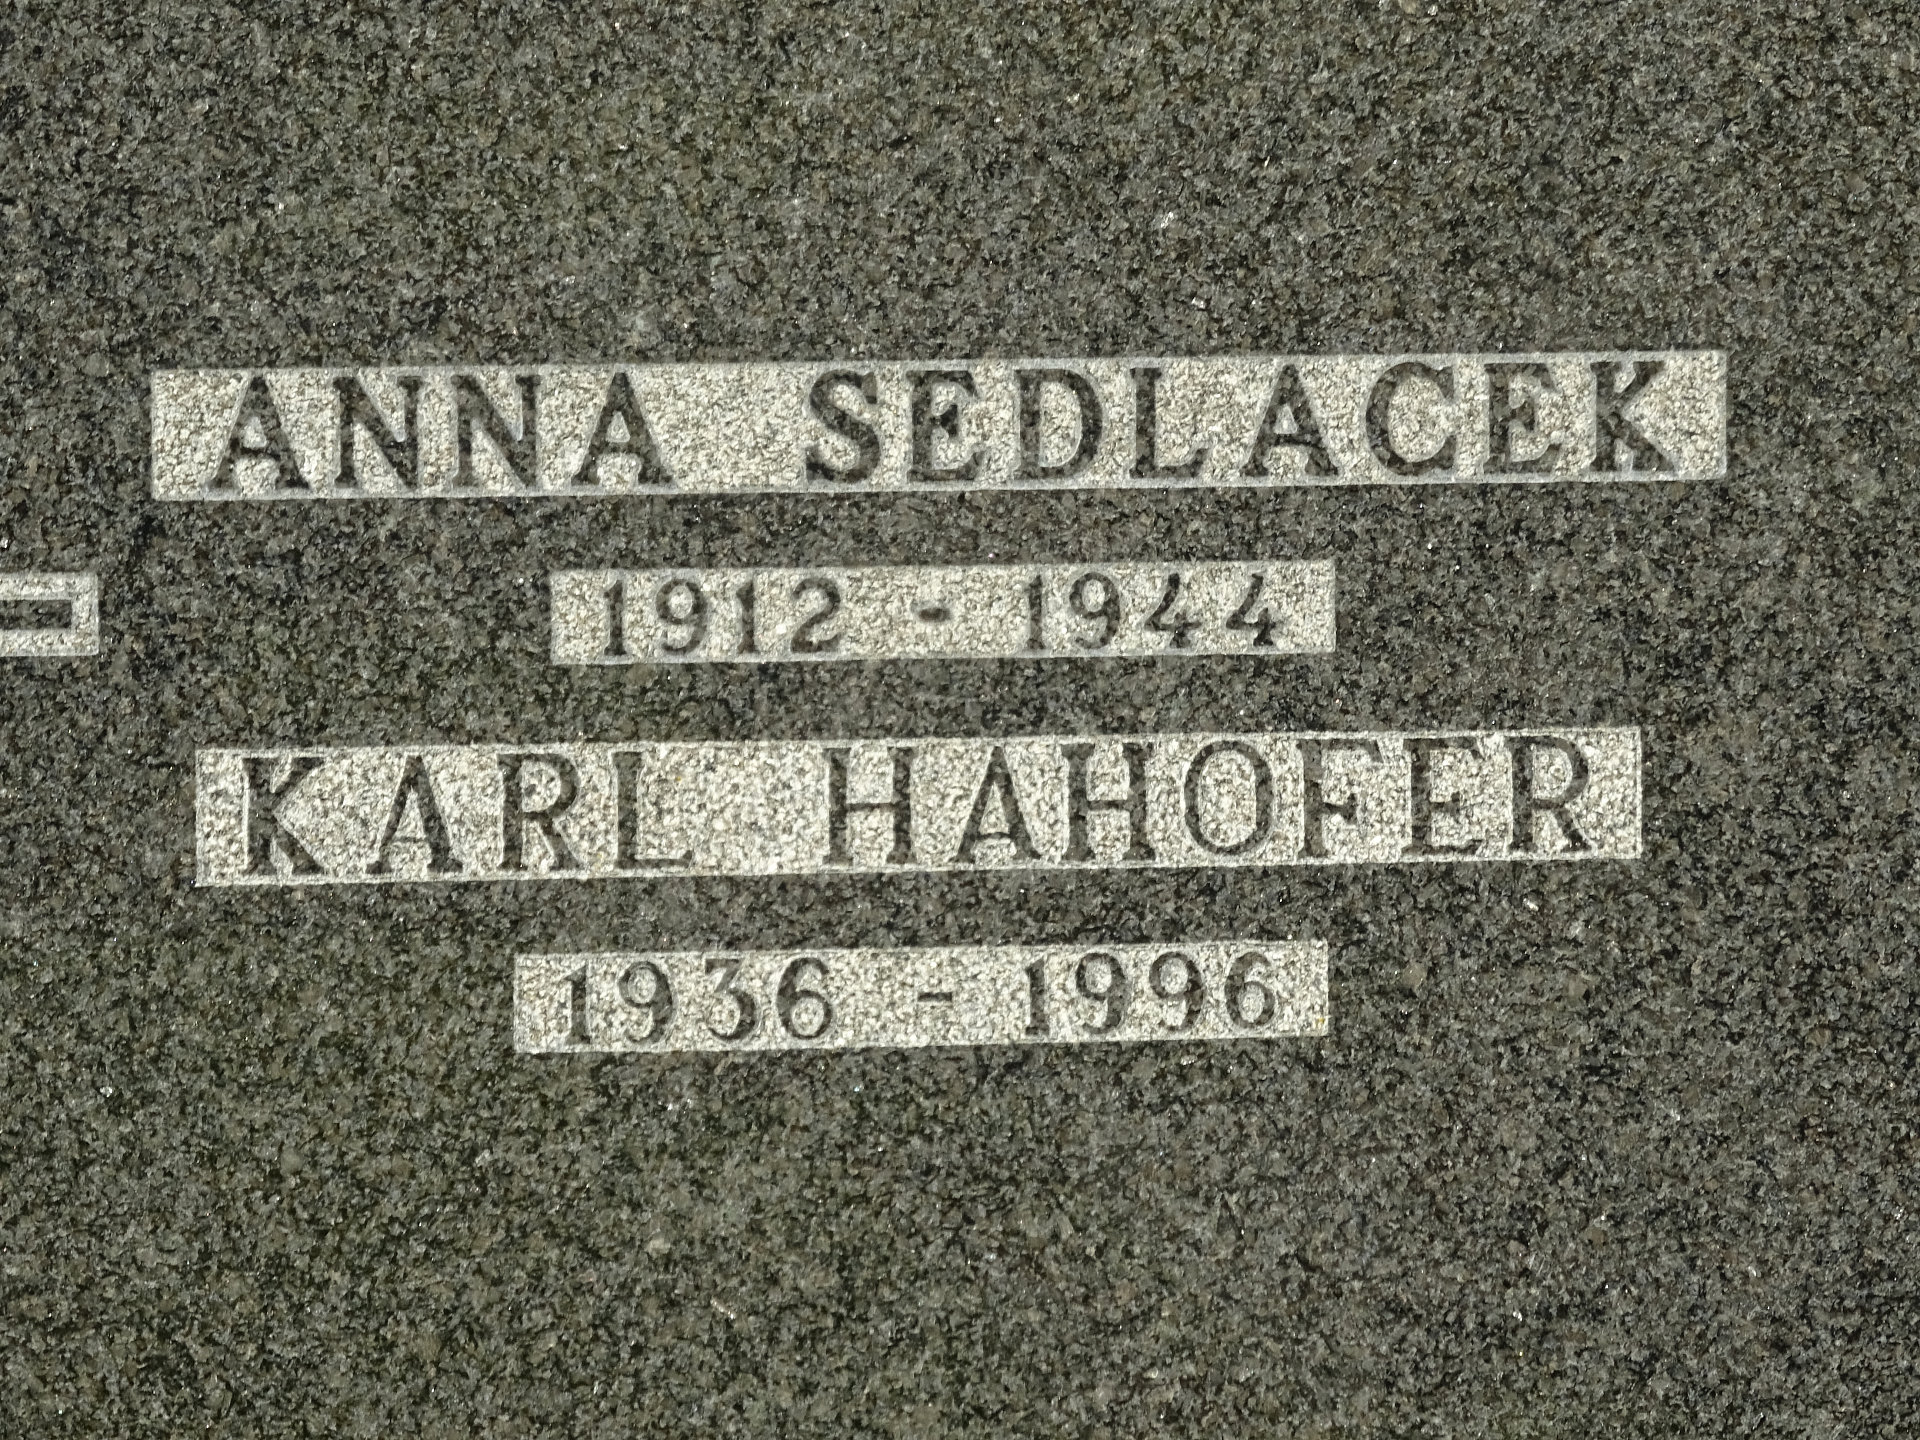 ANNA SEDLACEK
1912 - 1944
KARL HAHOFER
1936 - 1996